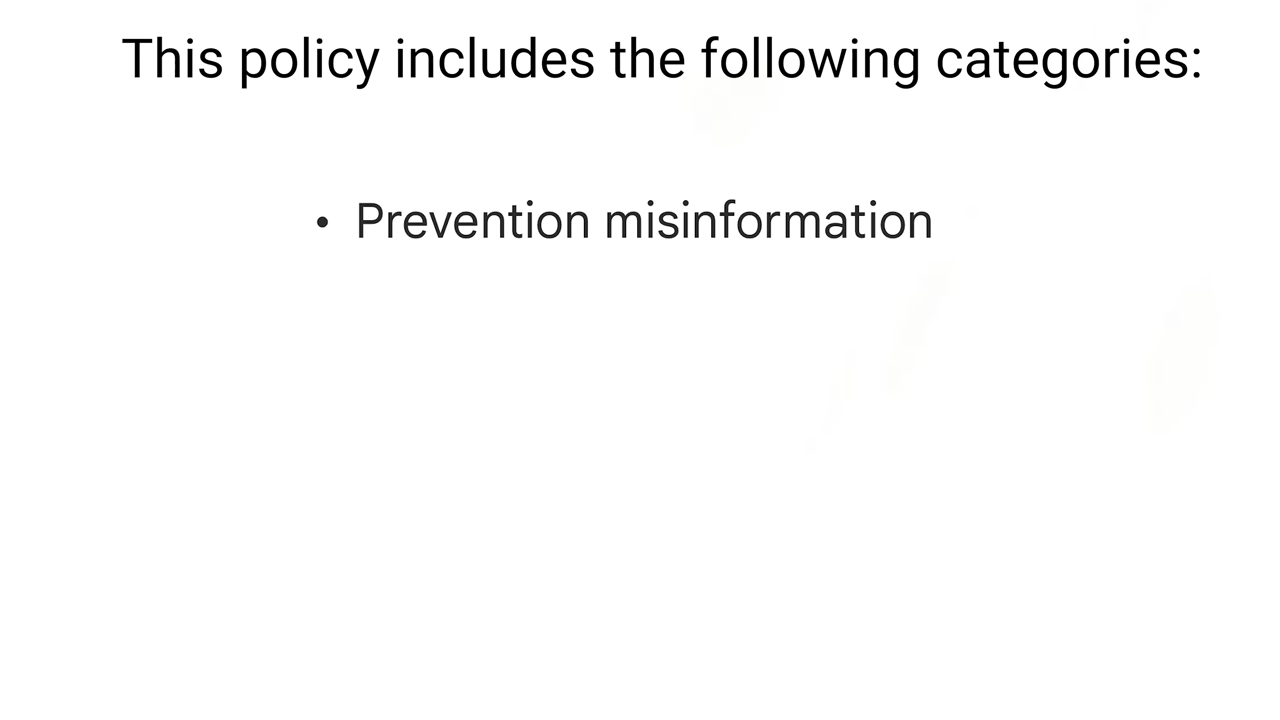 This policy includes the following categories:
• Prevention misinformation